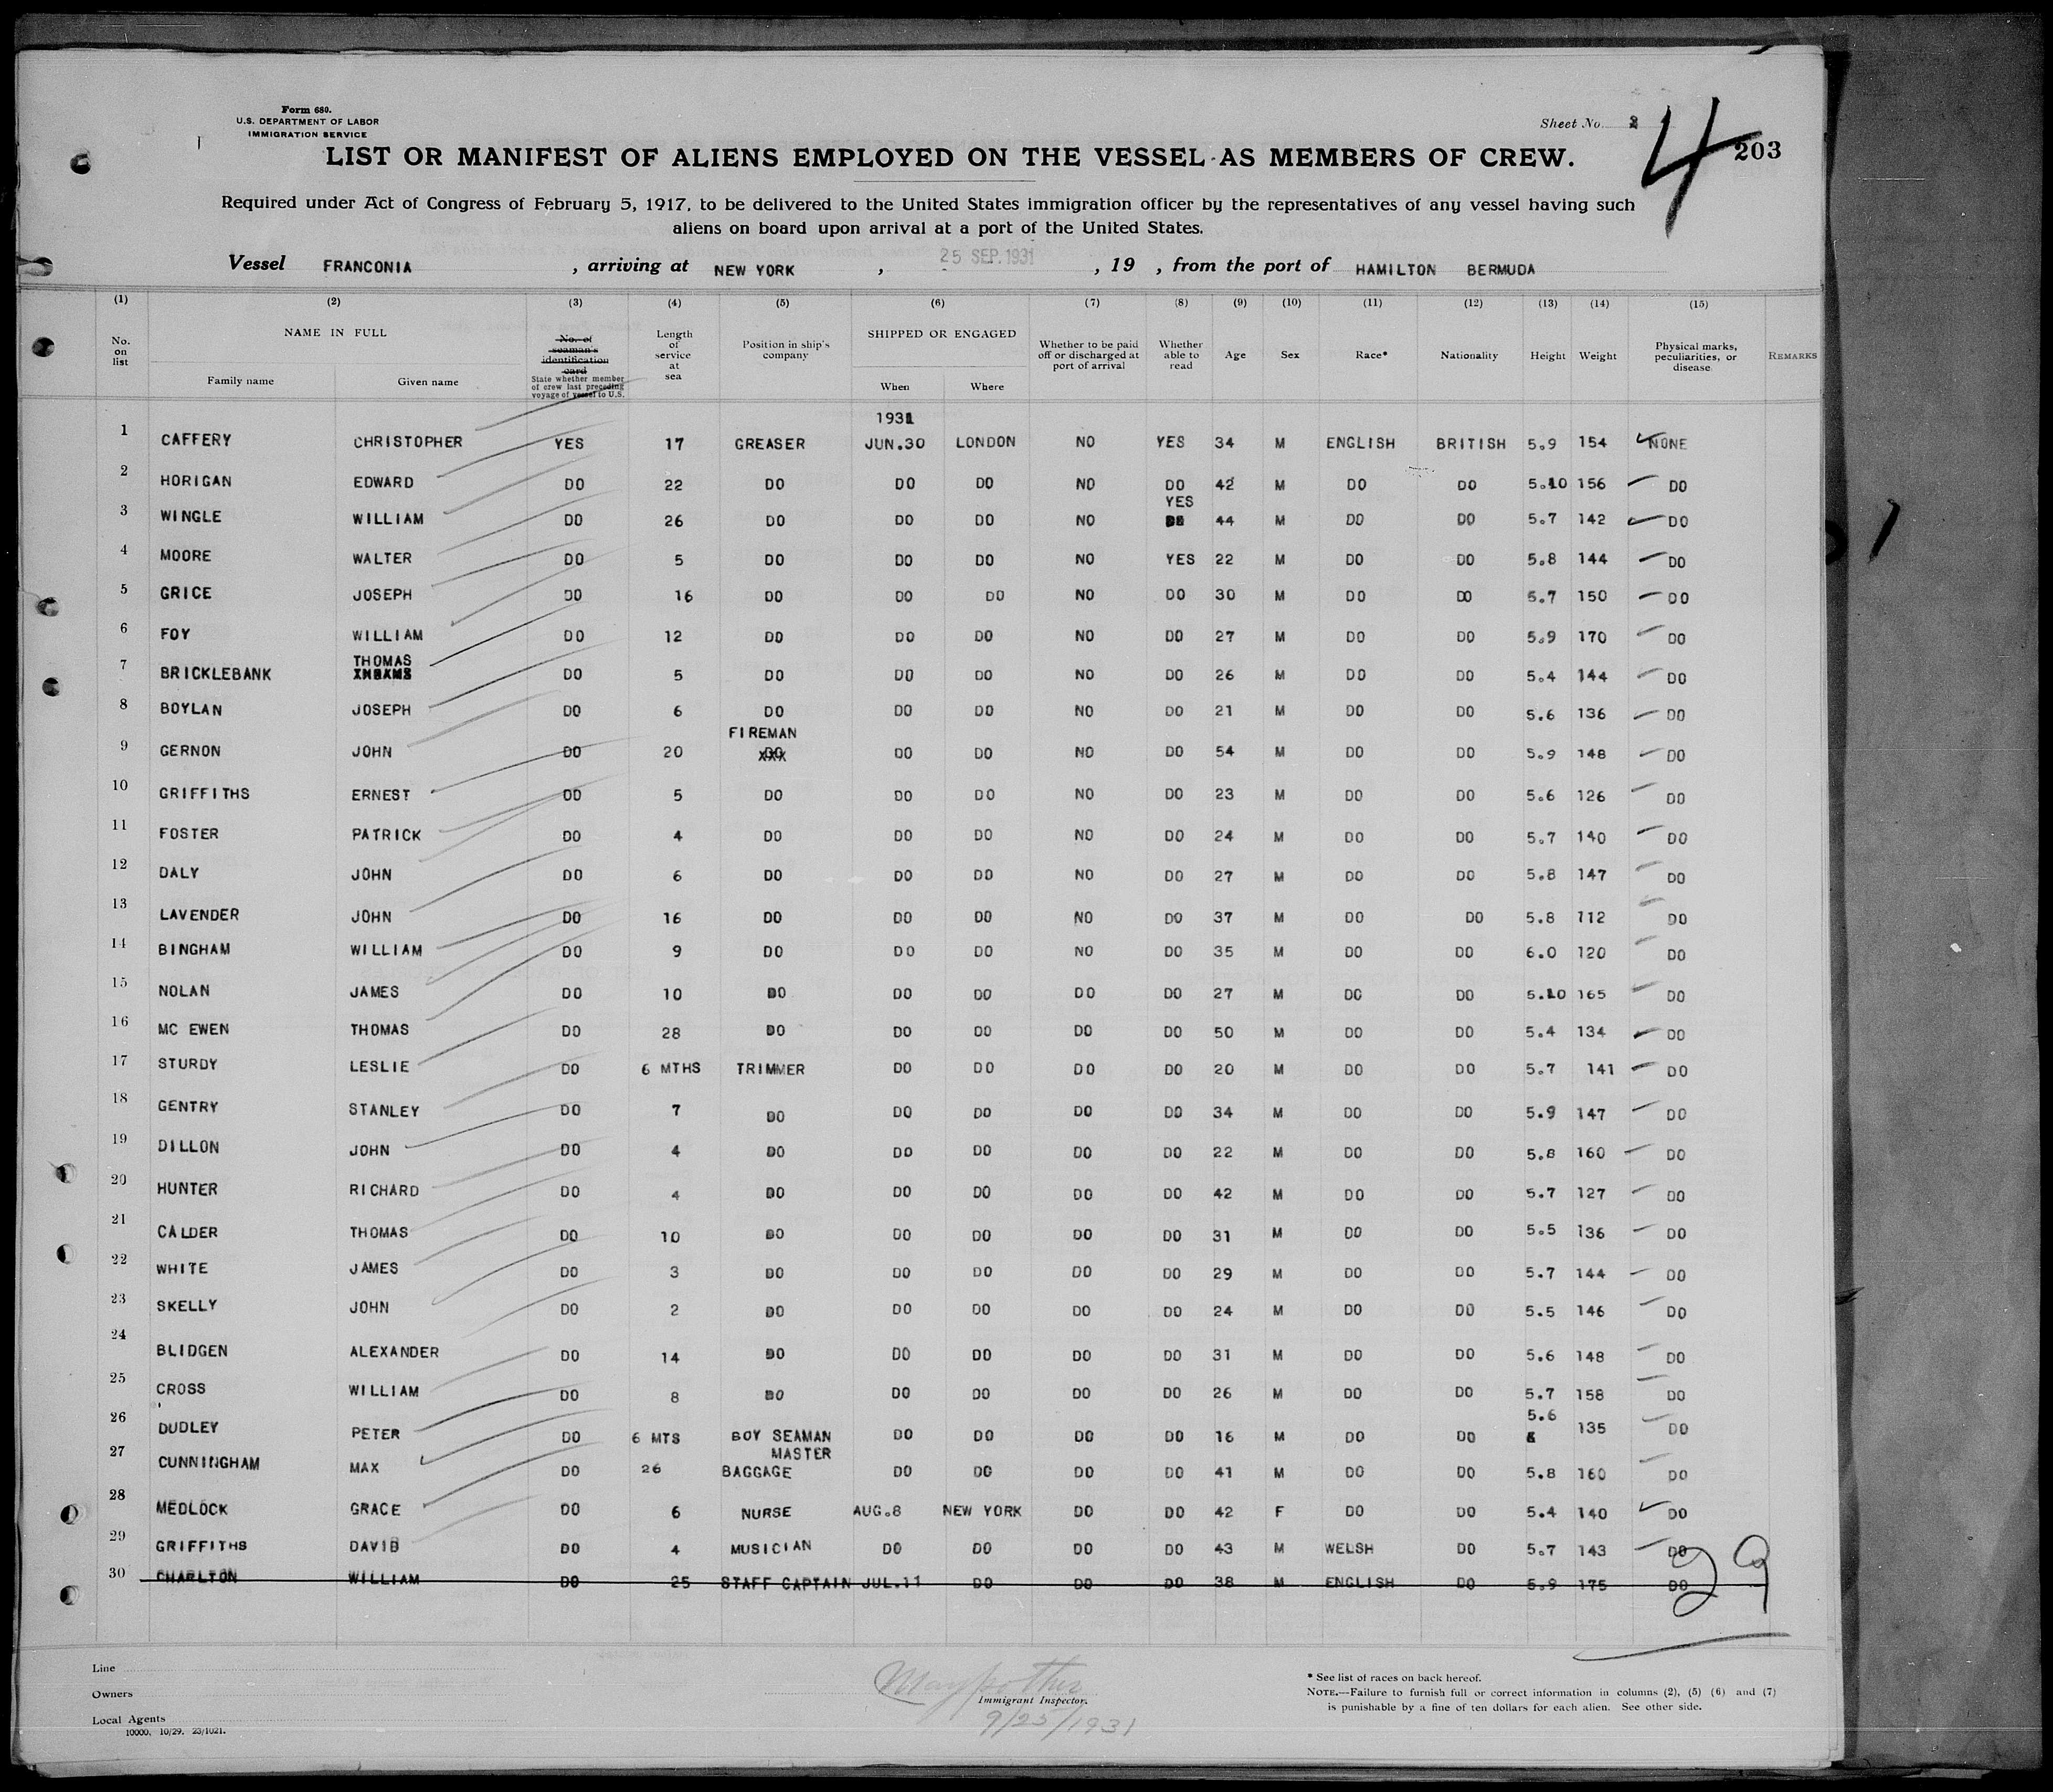 Form 680.
U.S. DEPARTMENT OF LABOR
IMMIGRATION SERVICE
Sheet No. 2
4
203
LIST OR MANIFEST OF ALIENS EMPLOYED ON THE VESSEL AS MEMBERS OF CREW.
Required under Act of Congress of February 5, 1917, to be delivered to the United States immigration officer by the representatives of any vessel having such
aliens on board upon arrival at a port of the United States.
Vessel FRANCONIA , arriving at NEW YORK , 25 SEP. 1931 , 19 , from the port of HAMILTON BERMUDA
(1) (2) (3) (4) (5) (6) (7) (8) (9) (10) (11) (12) (13) (14) (15)
No. on list NAME IN FULL Family name Given name No. of seaman's identification card State whether member of crew last preceding voyage of vessel to U.S. Length of service at sea Position in ship's company SHIPPED OR ENGAGED When Where Whether to be paid off or discharged at port of arrival Whether able to read Age Sex Race* Nationality Height Weight Physical marks, peculiarities, or disease REMARKS
1931
1 CAFFERY CHRISTOPHER YES 17 GREASER JUN.30 LONDON NO YES 34 M ENGLISH BRITISH 5.9 154 NONE
2 HORIGAN EDWARD DO 22 DO DO DO NO DO 42 M DO DO 5.10 156 DO
YES
3 WINGLE WILLIAM DO 26 DO DO DO NO DO 44 M DO DO 5.7 142 DO
4 MOORE WALTER DO 5 DO DO DO NO YES 22 M DO DO 5.8 144 DO
5 GRICE JOSEPH DO 16 DO DO DO NO DO 30 M DO DO 5.7 150 DO
6 FOY WILLIAM DO 12 DO DO DO NO DO 27 M DO DO 5.9 170 DO
THOMAS
7 BRICKLEBANK DO 5 DO DO DO NO DO 26 M DO DO 5.4 144 DO
8 BOYLAN JOSEPH DO 6 DO DO DO NO DO 21 M DO DO 5.6 136 DO
FIREMAN
9 GERNON JOHN DO 20 XXX DO DO NO DO 54 M DO DO 5.9 148 DO
10 GRIFFITHS ERNEST DO 5 DO DO DO NO DO 23 M DO DO 5.6 126 DO
11 FOSTER PATRICK DO 4 DO DO DO NO DO 24 M DO DO 5.7 140 DO
12 DALY JOHN DO 6 DO DO DO NO DO 27 M DO DO 5.8 147 DO
13 LAVENDER JOHN DO 16 DO DO DO NO DO 37 M DO DO 5.8 112 DO
14 BINGHAM WILLIAM DO 9 DO DO DO NO DO 35 M DO DO 6.0 120 DO
15 NOLAN JAMES DO 10 DO DO DO DO DO 27 M DO DO 5.10 165 DO
16 MC EWEN THOMAS DO 28 DO DO DO DO DO 50 M DO DO 5.4 134 DO
17 STURDY LESLIE DO 6 MTHS TRIMMER DO DO DO DO 20 M DO DO 5.7 141 DO
18 GENTRY STANLEY DO 7 DO DO DO DO DO 34 M DO DO 5.9 147 DO
19 DILLON JOHN DO 4 DO DO DO DO DO 22 M DO DO 5.8 160 DO
20 HUNTER RICHARD DO 4 DO DO DO DO DO 42 M DO DO 5.7 127 DO
21 CALDER THOMAS DO 10 DO DO DO DO DO 31 M DO DO 5.5 136 DO
22 WHITE JAMES DO 3 DO DO DO DO DO 29 M DO DO 5.7 144 DO
23 SKELLY JOHN DO 2 DO DO DO DO DO 24 M DO DO 5.5 146 DO
24 BLIDGEN ALEXANDER DO 14 DO DO DO DO DO 31 M DO DO 5.6 148 DO
25 CROSS WILLIAM DO 8 DO DO DO DO DO 26 M DO DO 5.7 158 DO
26 DUDLEY PETER DO 6 MTS BOY SEAMAN DO DO DO DO 16 M DO DO 5.6 135 DO
MASTER
27 CUNNINGHAM MAX DO 26 BAGGAGE DO DO DO DO 41 M DO DO 5.8 160 DO
28 MEDLOCK GRACE DO 6 NURSE AUG.8 NEW YORK DO DO 42 F DO DO 5.4 140 DO
29 GRIFFITHS DAVID DO 4 MUSICIAN DO DO DO DO 43 M WELSH DO 5.7 143 DO
30 CHARLTON WILLIAM DO 25 STAFF CAPTAIN JUL.11 DO DO DO 38 M ENGLISH DO 5.9 175 DO
29
Line
Owners
Local Agents
10000, 10/29. 23/1021.
Immigrant Inspector.
9/25/1931
* See list of races on back hereof.
NOTE.—Failure to furnish full or correct information in columns (2), (5) (6) and (7)
is punishable by a fine of ten dollars for each alien. See other side.